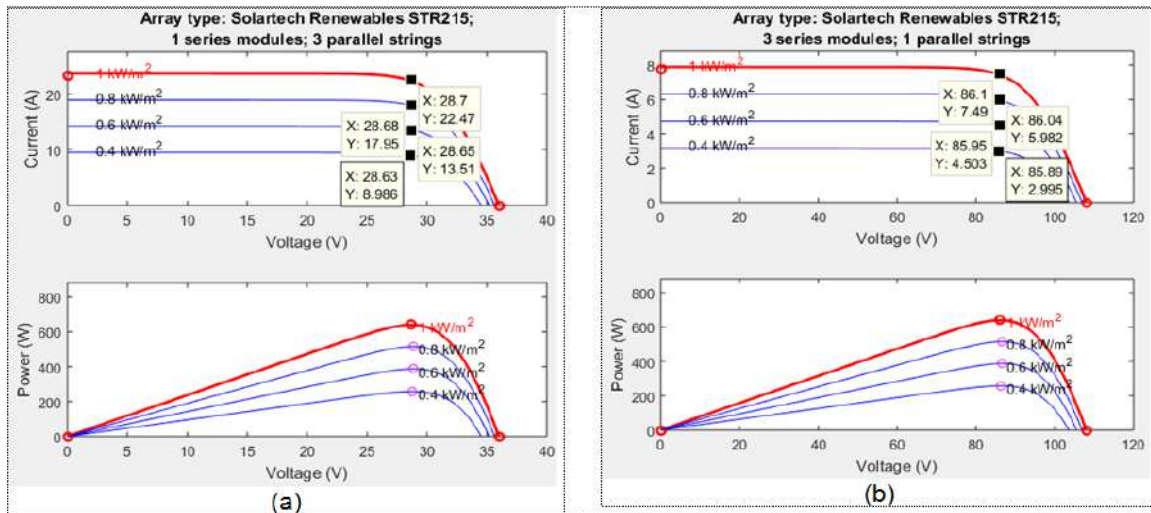 Array type: Solartech Renewables STR215;
1 series modules; 3 parallel strings
Current (A)
20
10
0
1 kW/m2
0.8 kW/m2
0.6 kW/m2
0.4 kW/m2
X: 28.7
Y: 22.47
X: 28.68
Y: 17.95
X: 28.65
Y: 13.51
X: 28.63
Y: 8.986
0 5 10 15 20 25 30 35 40
Voltage (V)
Power (W)
800
600
400
200
0
1 kW/m2
0.8 kW/m2
0.6 kW/m2
0.4 kW/m2
0 5 10 15 20 25 30 35 40
Voltage (V)
(a)
Array type: Solartech Renewables STR215;
3 series modules; 1 parallel strings
Current (A)
8
6
4
2
0
1 kW/m2
0.8 kW/m2
0.6 kW/m2
0.4 kW/m2
X: 86.1
Y: 7.49
X: 86.04
Y: 5.982
X: 85.95
Y: 4.503
X: 85.89
Y: 2.995
0 20 40 60 80 100 120
Voltage (V)
Power (W)
800
600
400
200
0
1 kW/m2
0.8 kW/m2
0.6 kW/m2
0.4 kW/m2
0 20 40 60 80 100 120
Voltage (V)
(b)